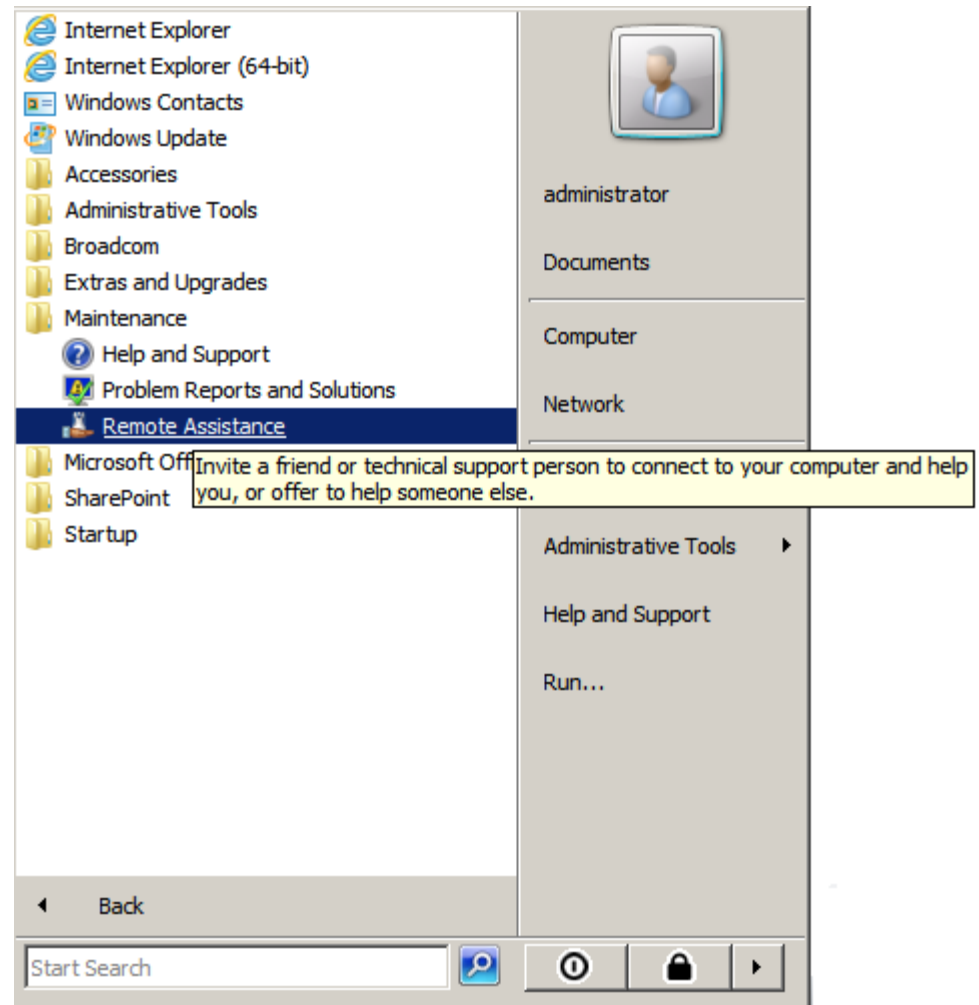 Internet Explorer
Internet Explorer (64-bit)
Windows Contacts
Windows Update
Accessories
Administrative Tools
Broadcom
Extras and Upgrades
Maintenance
Help and Support
Problem Reports and Solutions
Remote Assistance
Microsoft Off
SharePoint
Startup
Invite a friend or technical support person to connect to your computer and help
you, or offer to help someone else.
Back
Start Search
administrator
Documents
Computer
Network
Administrative Tools
Help and Support
Run...